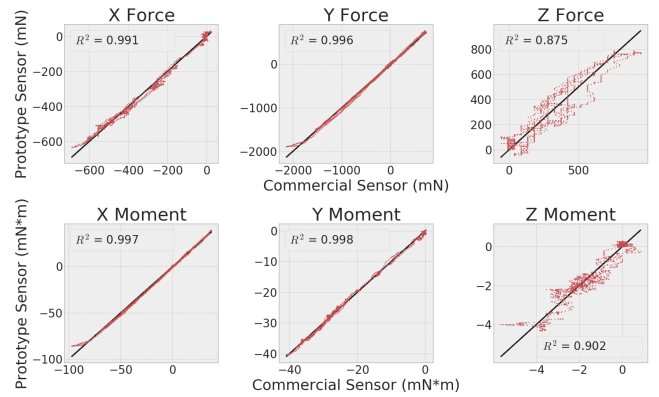 X Force
Y Force
Z Force
Prototype Sensor (mN)
R² = 0.991
0
−200
−400
−600
−600
−400
−200
0
R² = 0.996
0
−1000
−2000
−2000
−1000
0
R² = 0.875
800
600
400
200
0
0
500
Commercial Sensor (mN)
X Moment
Y Moment
Z Moment
Prototype Sensor (mN*m)
R² = 0.997
0
−50
−100
−100
−50
0
R² = 0.998
0
−10
−20
−30
−40
−40
−20
0
R² = 0.902
0
−2
−4
−4
−2
0
Commercial Sensor (mN*m)